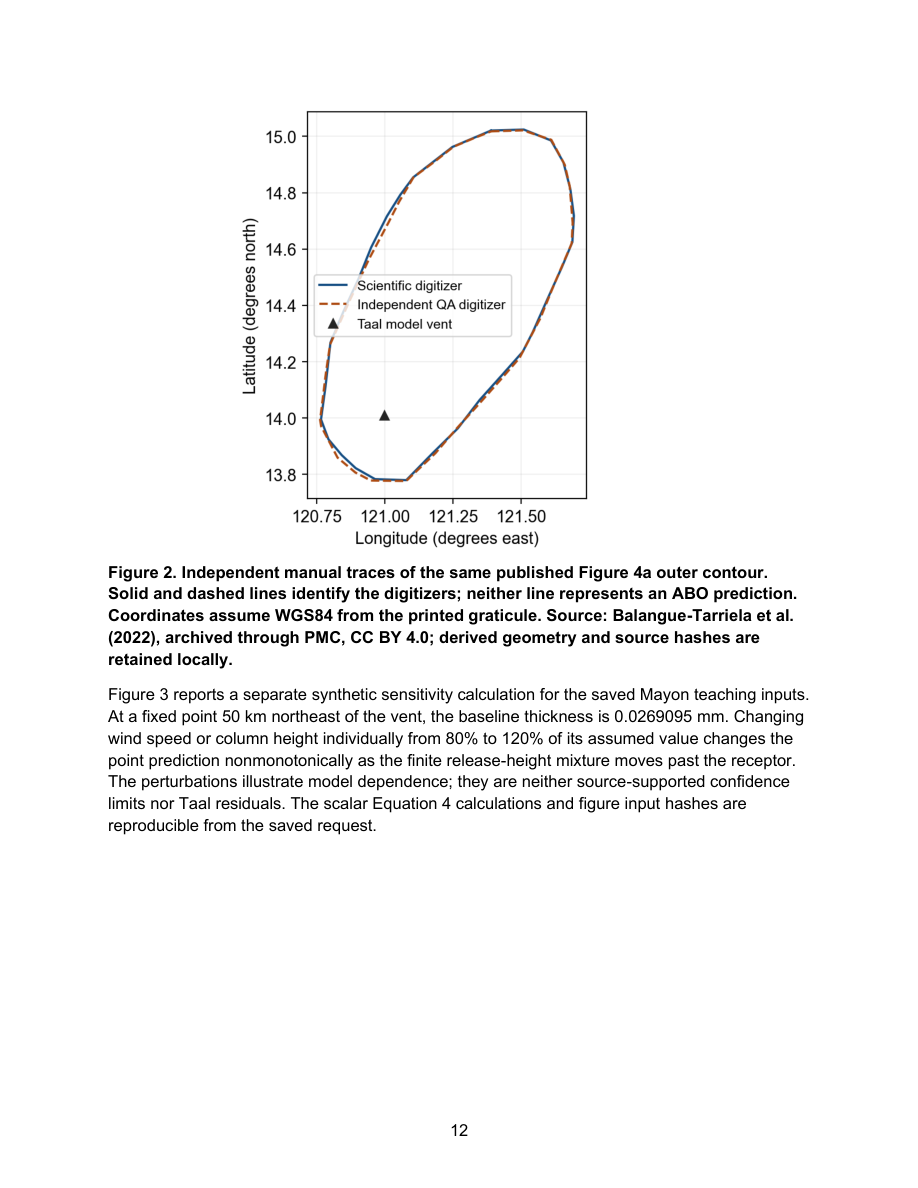 15.0
14.8
14.6
14.4
14.2
14.0
13.8
Latitude (degrees north)
Scientific digitizer
Independent QA digitizer
Taal model vent
120.75 121.00 121.25 121.50
Longitude (degrees east)
Figure 2. Independent manual traces of the same published Figure 4a outer contour.
Solid and dashed lines identify the digitizers; neither line represents an ABO prediction.
Coordinates assume WGS84 from the printed graticule. Source: Balangue-Tarriela et al.
(2022), archived through PMC, CC BY 4.0; derived geometry and source hashes are
retained locally.
Figure 3 reports a separate synthetic sensitivity calculation for the saved Mayon teaching inputs.
At a fixed point 50 km northeast of the vent, the baseline thickness is 0.0269095 mm. Changing
wind speed or column height individually from 80% to 120% of its assumed value changes the
point prediction nonmonotonically as the finite release-height mixture moves past the receptor.
The perturbations illustrate model dependence; they are neither source-supported confidence
limits nor Taal residuals. The scalar Equation 4 calculations and figure input hashes are
reproducible from the saved request.
12